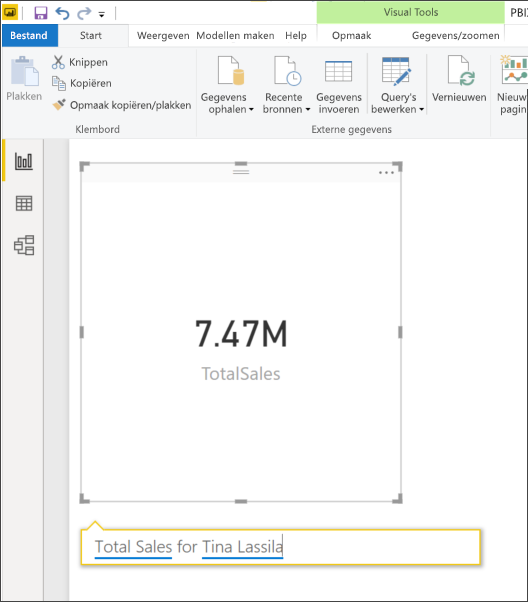 Visual Tools
PBI
Bestand Start Weergeven Modellen maken Help Opmaak Gegevens/zoomen
Plakken
Knippen
Kopiëren
Opmaak kopiëren/plakken
Klembord
Gegevens
ophalen
Recente
bronnen
Gegevens
invoeren
Query's
bewerken
Vernieuwen
Nieuw
pagin
Externe gegevens
7.47M
TotalSales
Total Sales for Tina Lassila